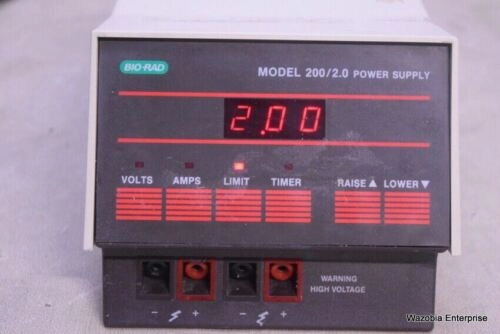 BIO-RAD
MODEL 200/2.0 POWER SUPPLY
2.00
VOLTS AMPS LIMIT TIMER RAISE ▲ LOWER ▼
- + - +
WARNING
HIGH VOLTAGE
Wazobia Enterprise